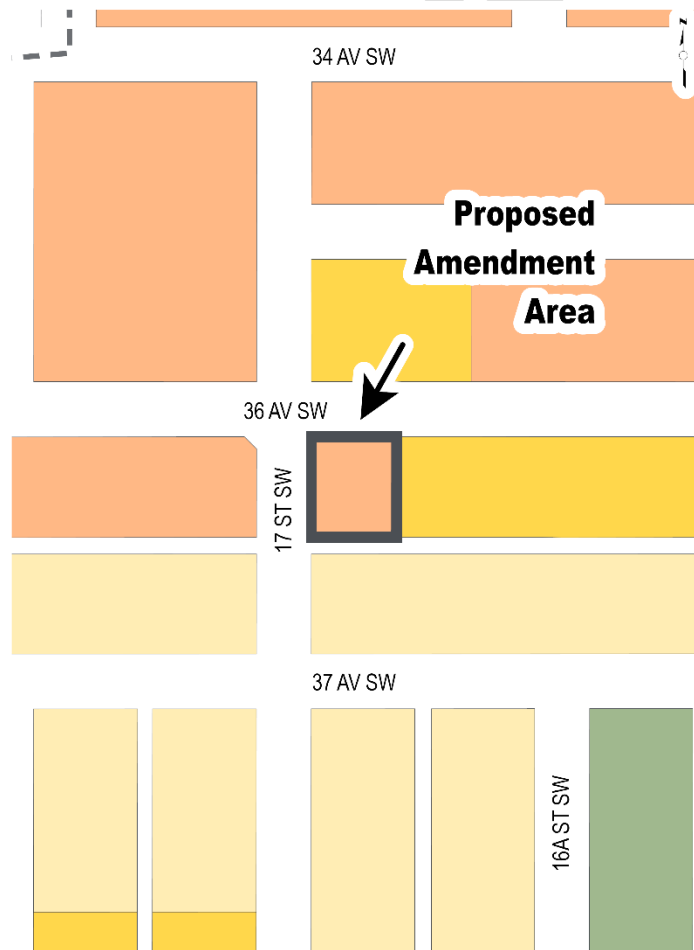 34 AV SW
Proposed
Amendment
Area
36 AV SW
17 ST SW
37 AV SW
16A ST SW